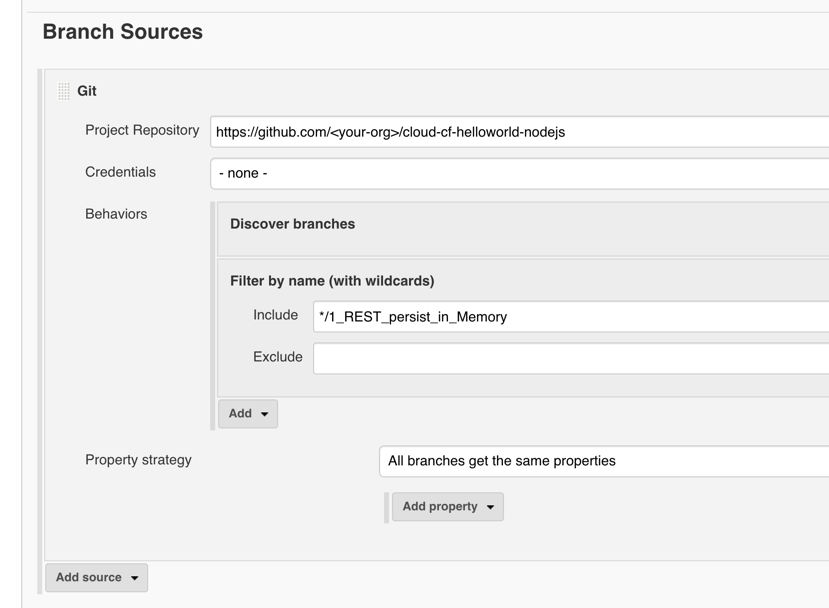 Branch Sources
Git
Project Repository https://github.com/<your-org>/cloud-cf-helloworld-nodejs
Credentials - none -
Behaviors
Discover branches
Filter by name (with wildcards)
Include */1_REST_persist_in_Memory
Exclude
Add
Property strategy All branches get the same properties
Add property
Add source